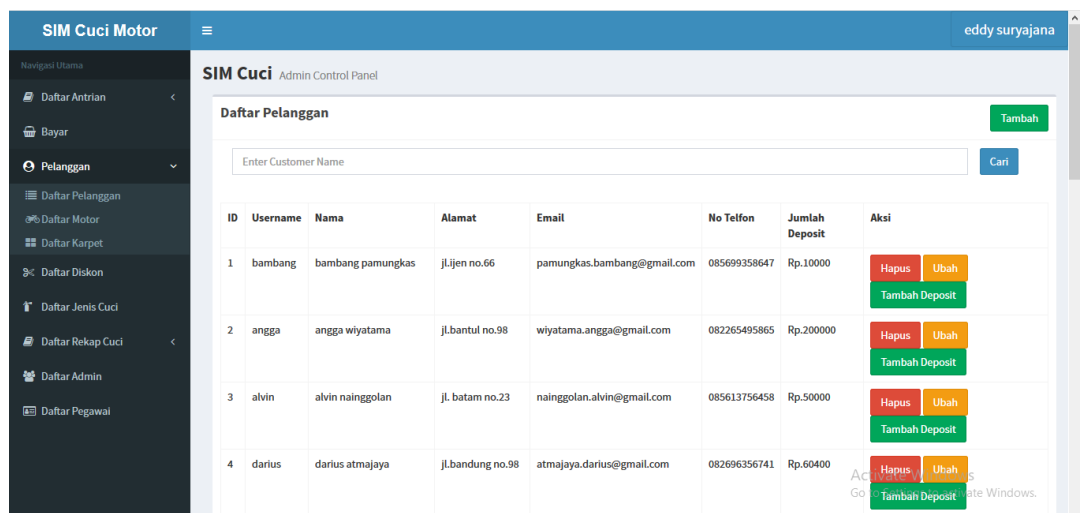 SIM Cuci Motor
eddy suryajana
Navigasi Utama
Daftar Antrian
Bayar
Pelanggan
Daftar Pelanggan
Daftar Motor
Daftar Karpet
Daftar Diskon
Daftar Jenis Cuci
Daftar Rekap Cuci
Daftar Admin
Daftar Pegawai
SIM Cuci Admin Control Panel
Daftar Pelanggan
Tambah
Enter Customer Name
Cari
ID Username Nama Alamat Email No Telfon Jumlah Deposit Aksi
1 bambang bambang pamungkas jl.ijen no.66 pamungkas.bambang@gmail.com 085699358647 Rp.10000 Hapus Ubah
Tambah Deposit
2 angga angga wiyatama jl.bantul no.98 wiyatama.angga@gmail.com 082265495865 Rp.200000 Hapus Ubah
Tambah Deposit
3 alvin alvin nainggolan jl. batam no.23 nainggolan.alvin@gmail.com 085613756458 Rp.50000 Hapus Ubah
Tambah Deposit
4 darius darius atmajaya jl.bandung no.98 atmajaya.darius@gmail.com 082696356741 Rp.60400 Hapus Ubah
Tambah Deposit
Activate Windows
Go to Settings to activate Windows.